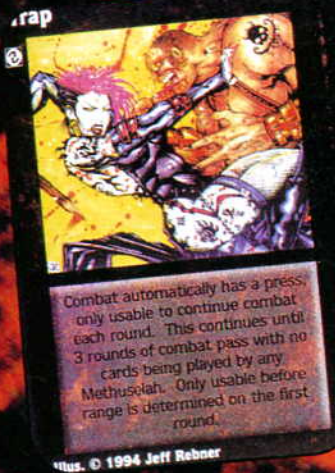 Trap
Combat automatically has a press,
only usable to continue combat
each round. This continues until
3 rounds of combat pass with no
cards being played by any
Methuselah. Only usable before
range is determined on the first
round.
Illus. © 1994 Jeff Rebner